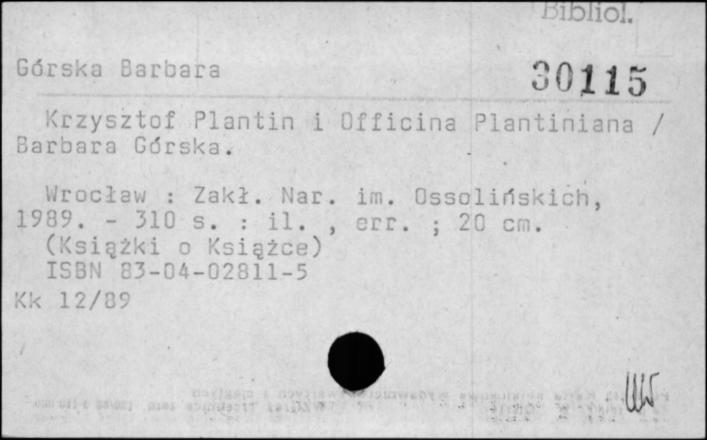 Bibliol.
Górska Barbara
30115
Krzysztof Plantin i Officina Plantiniana /
Barbara Górska.
Wrocław : Zakł. Nar. im. Ossolińskich,
1989. - 310 s. : il. , err. ; 20 cm.
(Książki o Książce)
ISBN 83-04-02811-5
Kk 12/89